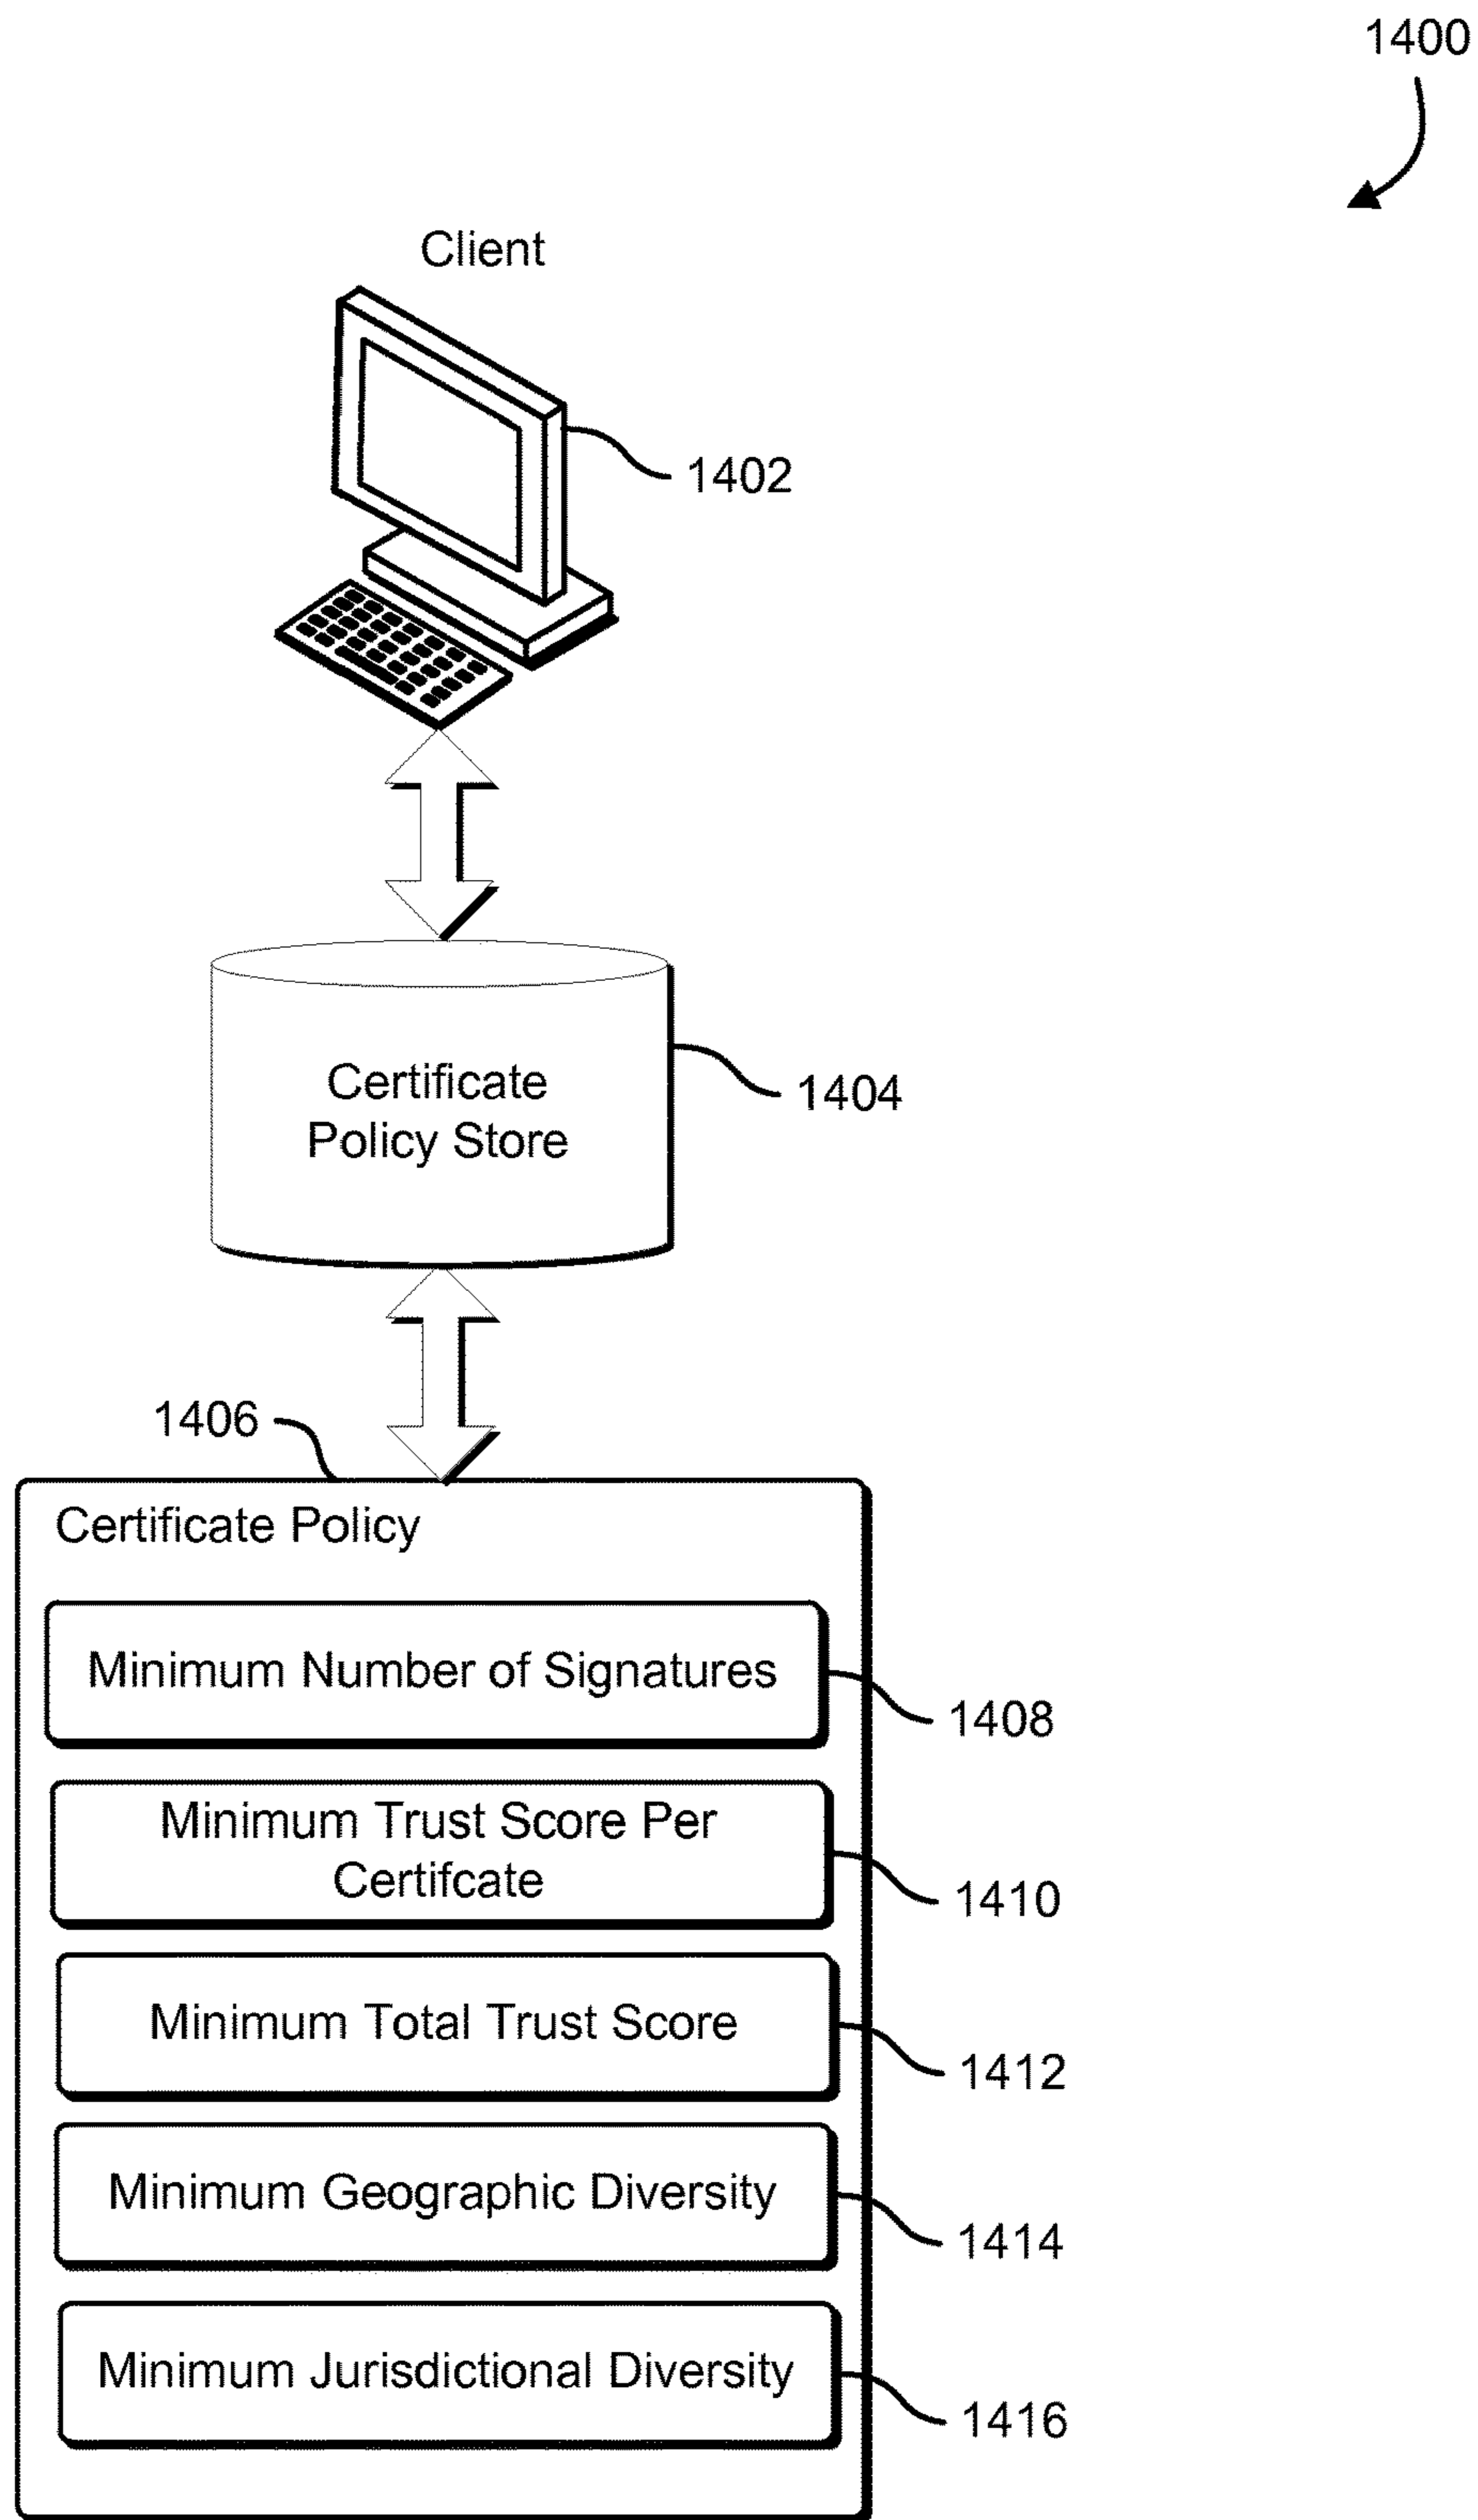 1400
Client
1402
Certificate
Policy Store
1404
1406
Certificate Policy
Minimum Number of Signatures
1408
Minimum Trust Score Per
Certifcate
1410
Minimum Total Trust Score
1412
Minimum Geographic Diversity
1414
Minimum Jurisdictional Diversity
1416